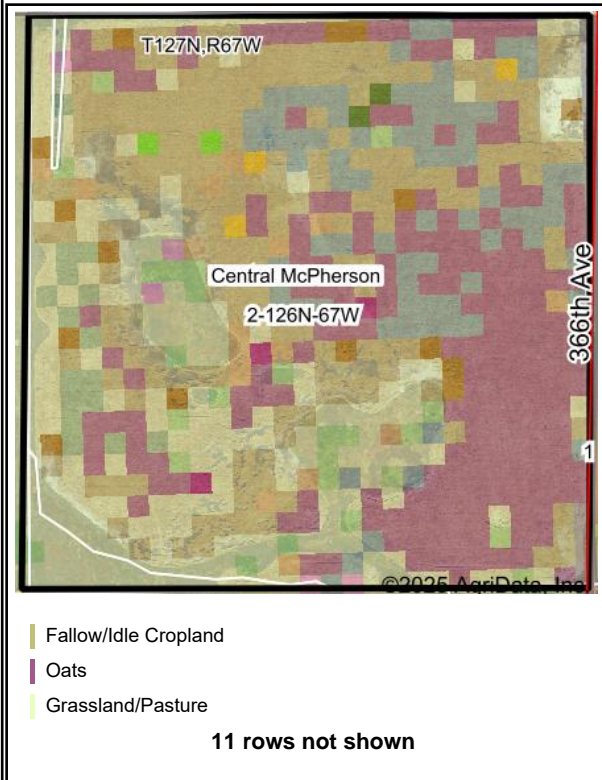 T127N,R67W
Central McPherson
2-126N-67W
366th Ave
1
©2025 AgriData, Inc.
Fallow/Idle Cropland
Oats
Grassland/Pasture
11 rows not shown